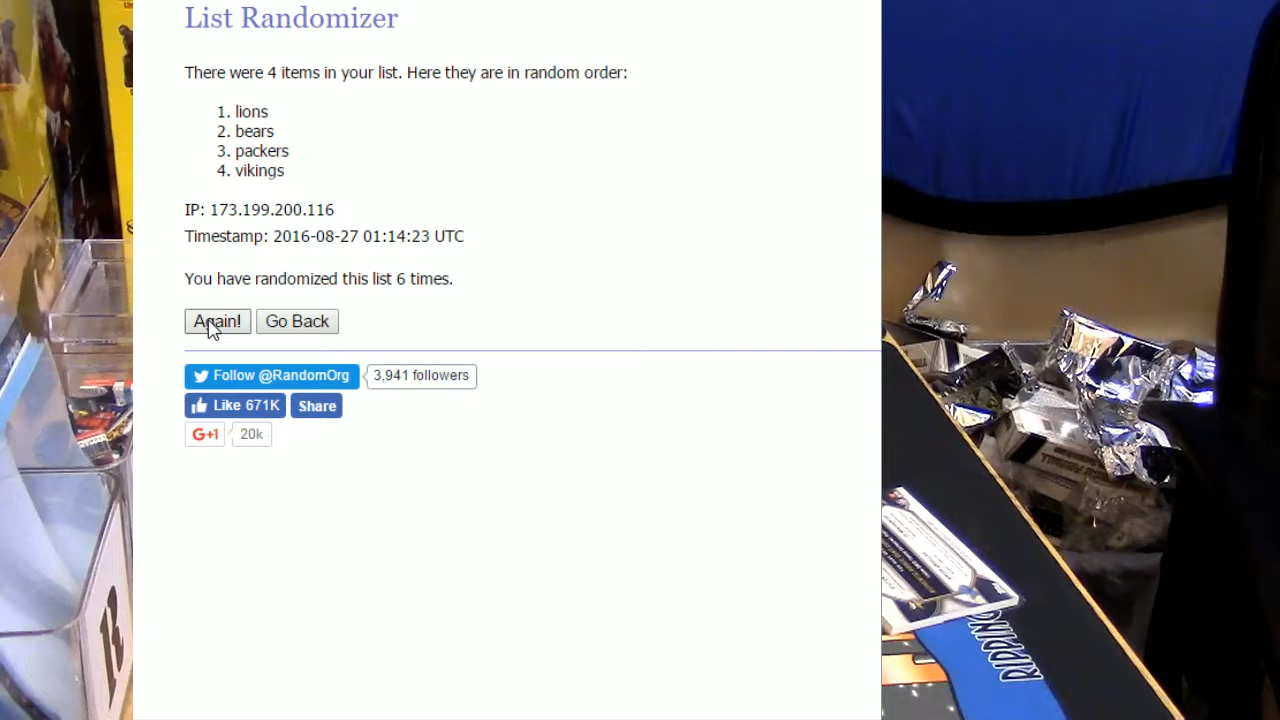 List Randomizer
There were 4 items in your list. Here they are in random order:
1. lions
2. bears
3. packers
4. vikings
IP: 173.199.200.116
Timestamp: 2016-08-27 01:14:23 UTC
You have randomized this list 6 times.
Again!
Go Back
Follow @RandomOrg
3,941 followers
Like 671K
Share
G+1
20k
RIPPING